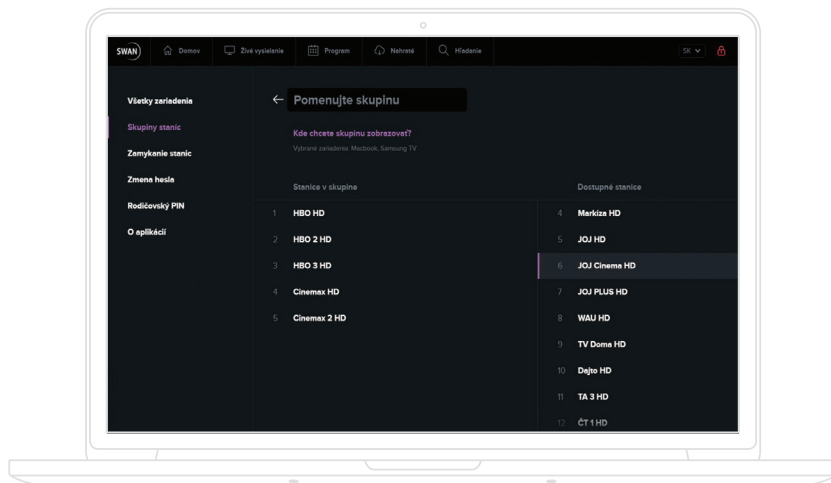 SWAN
Domov
Živé vysielanie
Program
Nahraté
Hľadanie
SK
Všetky zariadenia
Skupiny staníc
Zamykanie staníc
Zmena hesla
Rodičovský PIN
O aplikácií
Pomenujte skupinu
Kde chcete skupinu zobrazovať?
Vybrané zariadenia: Macbook, Samsung TV
Stanice v skupine
1 HBO HD
2 HBO 2 HD
3 HBO 3 HD
4 Cinemax HD
5 Cinemax 2 HD
Dostupné stanice
4 Markíza HD
5 JOJ HD
6 JOJ Cinema HD
7 JOJ PLUS HD
8 WAU HD
9 TV Doma HD
10 Dajto HD
11 TA 3 HD
12 ČT 1 HD